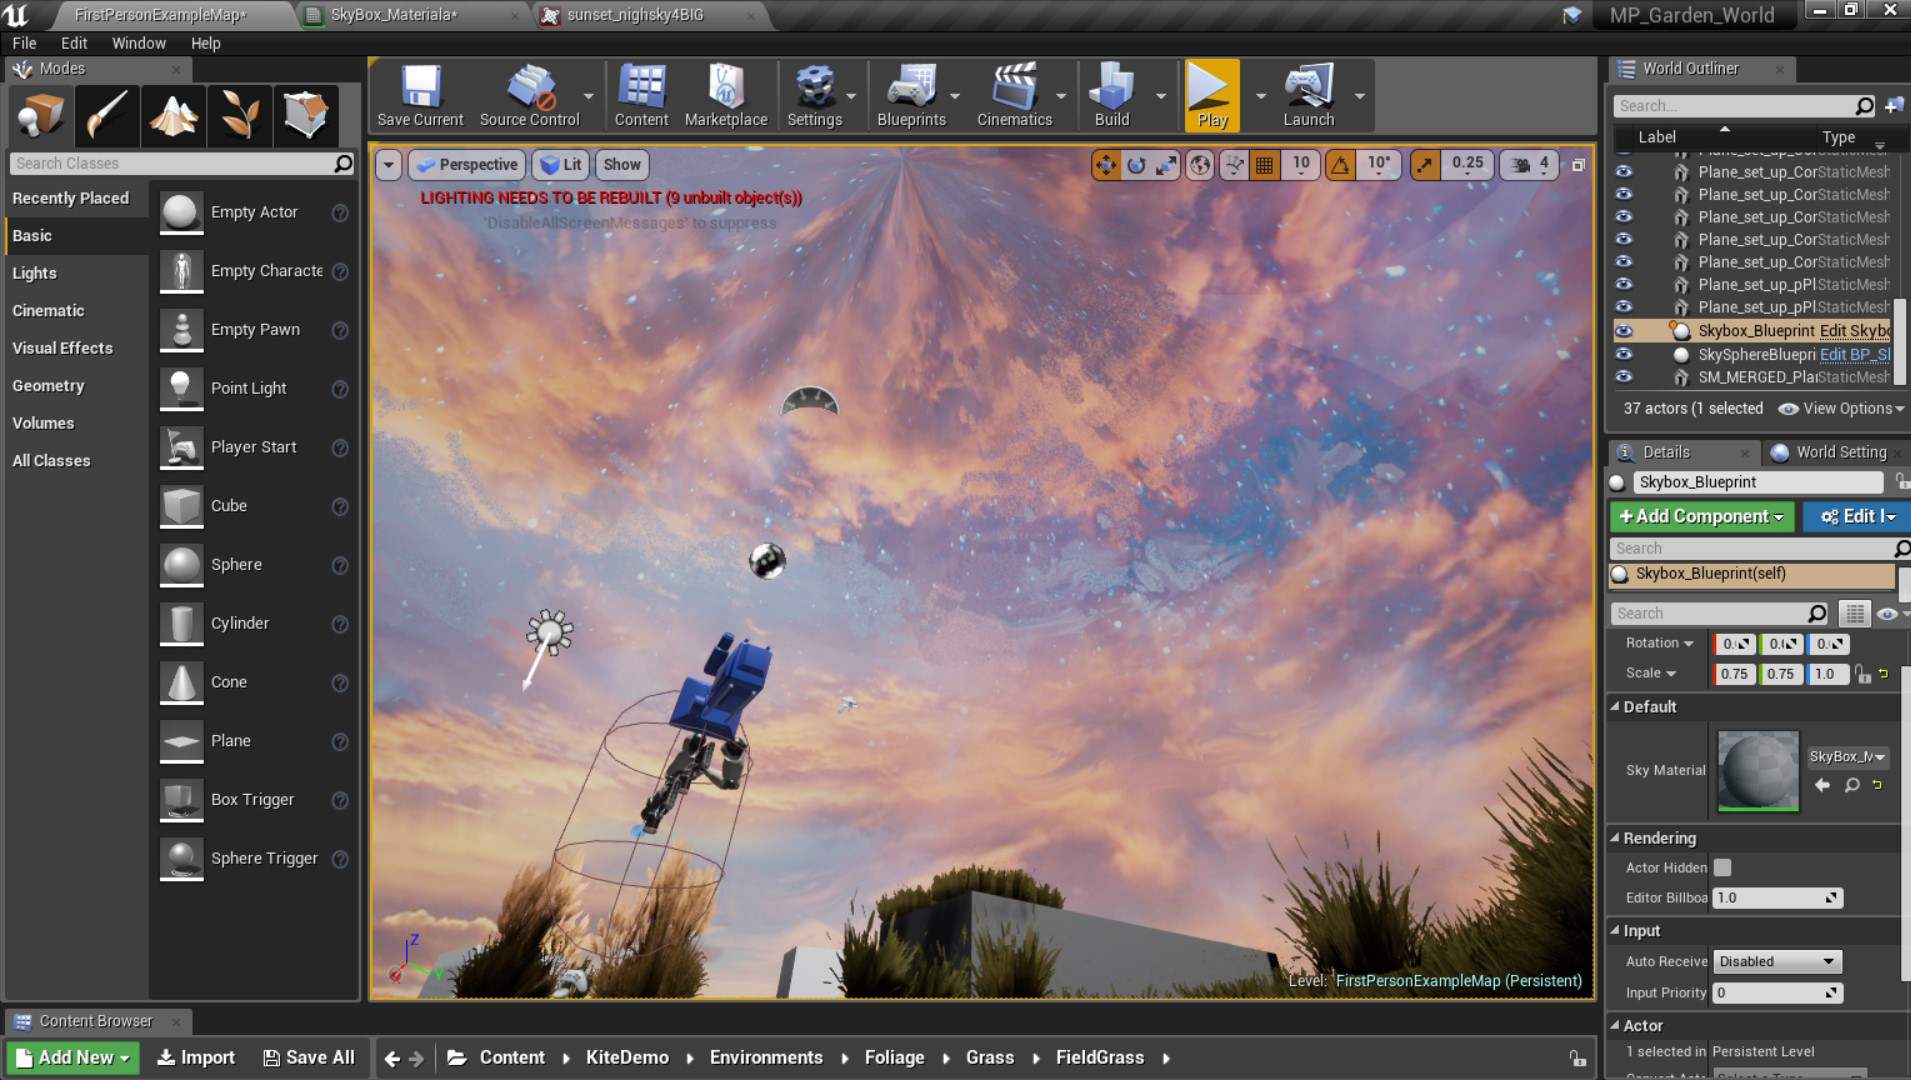 FirstPersonExampleMap*
SkyBox_Materiala*
sunset_nighsky4BIG
MP_Garden_World
File
Edit
Window
Help
Modes
Search Classes
Recently Placed
Basic
Lights
Cinematic
Visual Effects
Geometry
Volumes
All Classes
Empty Actor
Empty Characte
Empty Pawn
Point Light
Player Start
Cube
Sphere
Cylinder
Cone
Plane
Box Trigger
Sphere Trigger
Save Current
Source Control
Content
Marketplace
Settings
Blueprints
Cinematics
Build
Play
Launch
Perspective
Lit
Show
10
10°
0.25
4
LIGHTING NEEDS TO BE REBUILT (9 unbuilt object(s))
'DisableAllScreenMessages' to suppress
Z
Y
Level: FirstPersonExampleMap (Persistent)
World Outliner
Search...
Label
Type
Plane_set_up_Cor StaticMesh
Plane_set_up_Cor StaticMesh
Plane_set_up_Cor StaticMesh
Plane_set_up_Cor StaticMesh
Plane_set_up_Cor StaticMesh
Plane_set_up_pPl StaticMesh
Plane_set_up_pPl StaticMesh
Skybox_Blueprint Edit Skybo
SkySphereBluepri Edit BP_Sl
SM_MERGED_Pla StaticMesh
37 actors (1 selected
View Options
Details
World Setting
Skybox_Blueprint
+Add Component
Edit
Search
Skybox_Blueprint(self)
Search
Rotation
0.
0.
0.
Scale
0.75
0.75
1.0
Default
Sky Material
SkyBox_M
Rendering
Actor Hidden
Editor Billboa
1.0
Input
Auto Receive
Disabled
Input Priority
0
Actor
1 selected in
Persistent Level
Content Browser
Add New
Import
Save All
Content
KiteDemo
Environments
Foliage
Grass
FieldGrass